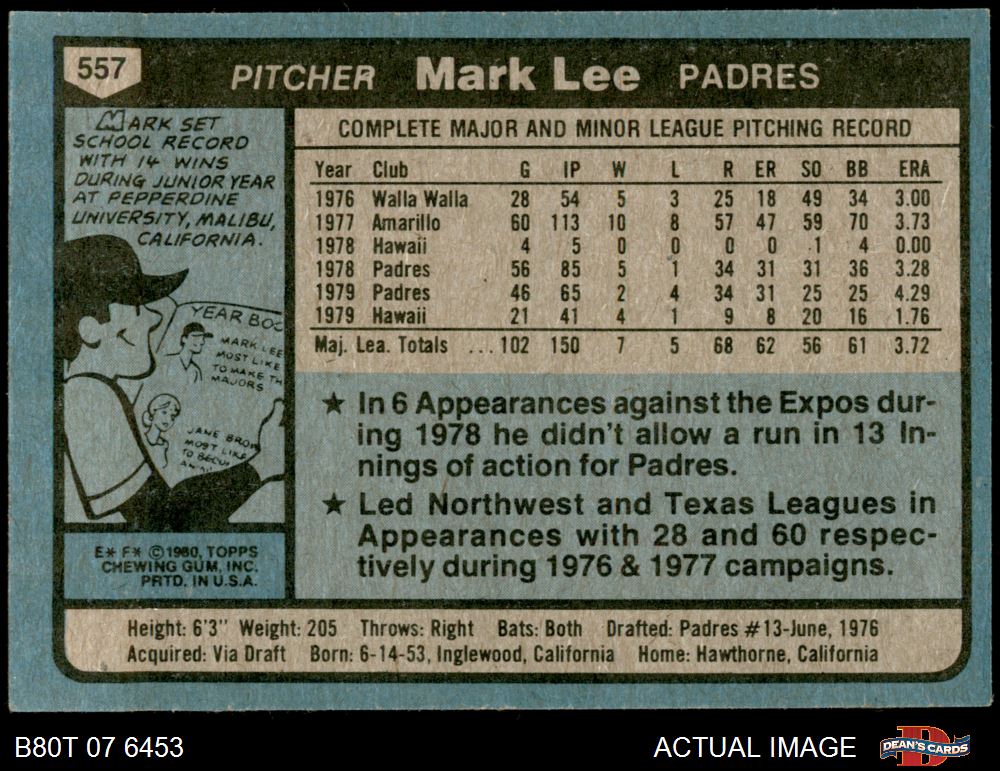 557
PITCHER Mark Lee PADRES
MARK SET
SCHOOL RECORD
WITH 14 WINS
DURING JUNIOR YEAR
AT PEPPERDINE
UNIVERSITY, MALIBU,
CALIFORNIA.
YEAR BOO
MARK LEE
MOST LIKE
TO MAKE TH
MAJORS
JANE BROW
MOST LIKE
TO BECOM
E✶ F✶ ©1980, TOPPS
CHEWING GUM, INC.
PRTD. IN U.S.A.
COMPLETE MAJOR AND MINOR LEAGUE PITCHING RECORD
Year Club G IP W L R ER SO BB ERA
1976 Walla Walla 28 54 5 3 25 18 49 34 3.00
1977 Amarillo 60 113 10 8 57 47 59 70 3.73
1978 Hawaii 4 5 0 0 0 0 1 4 0.00
1978 Padres 56 85 5 1 34 31 31 36 3.28
1979 Padres 46 65 2 4 34 31 25 25 4.29
1979 Hawaii 21 41 4 1 9 8 20 16 1.76
Maj. Lea. Totals ...102 150 7 5 68 62 56 61 3.72
★ In 6 Appearances against the Expos dur-
ing 1978 he didn't allow a run in 13 In-
nings of action for Padres.
★ Led Northwest and Texas Leagues in
Appearances with 28 and 60 respec-
tively during 1976 & 1977 campaigns.
Height: 6'3" Weight: 205 Throws: Right Bats: Both Drafted: Padres #13-June, 1976
Acquired: Via Draft Born: 6-14-53, Inglewood, California Home: Hawthorne, California
B80T 07 6453
ACTUAL IMAGE
DEAN'S CARDS